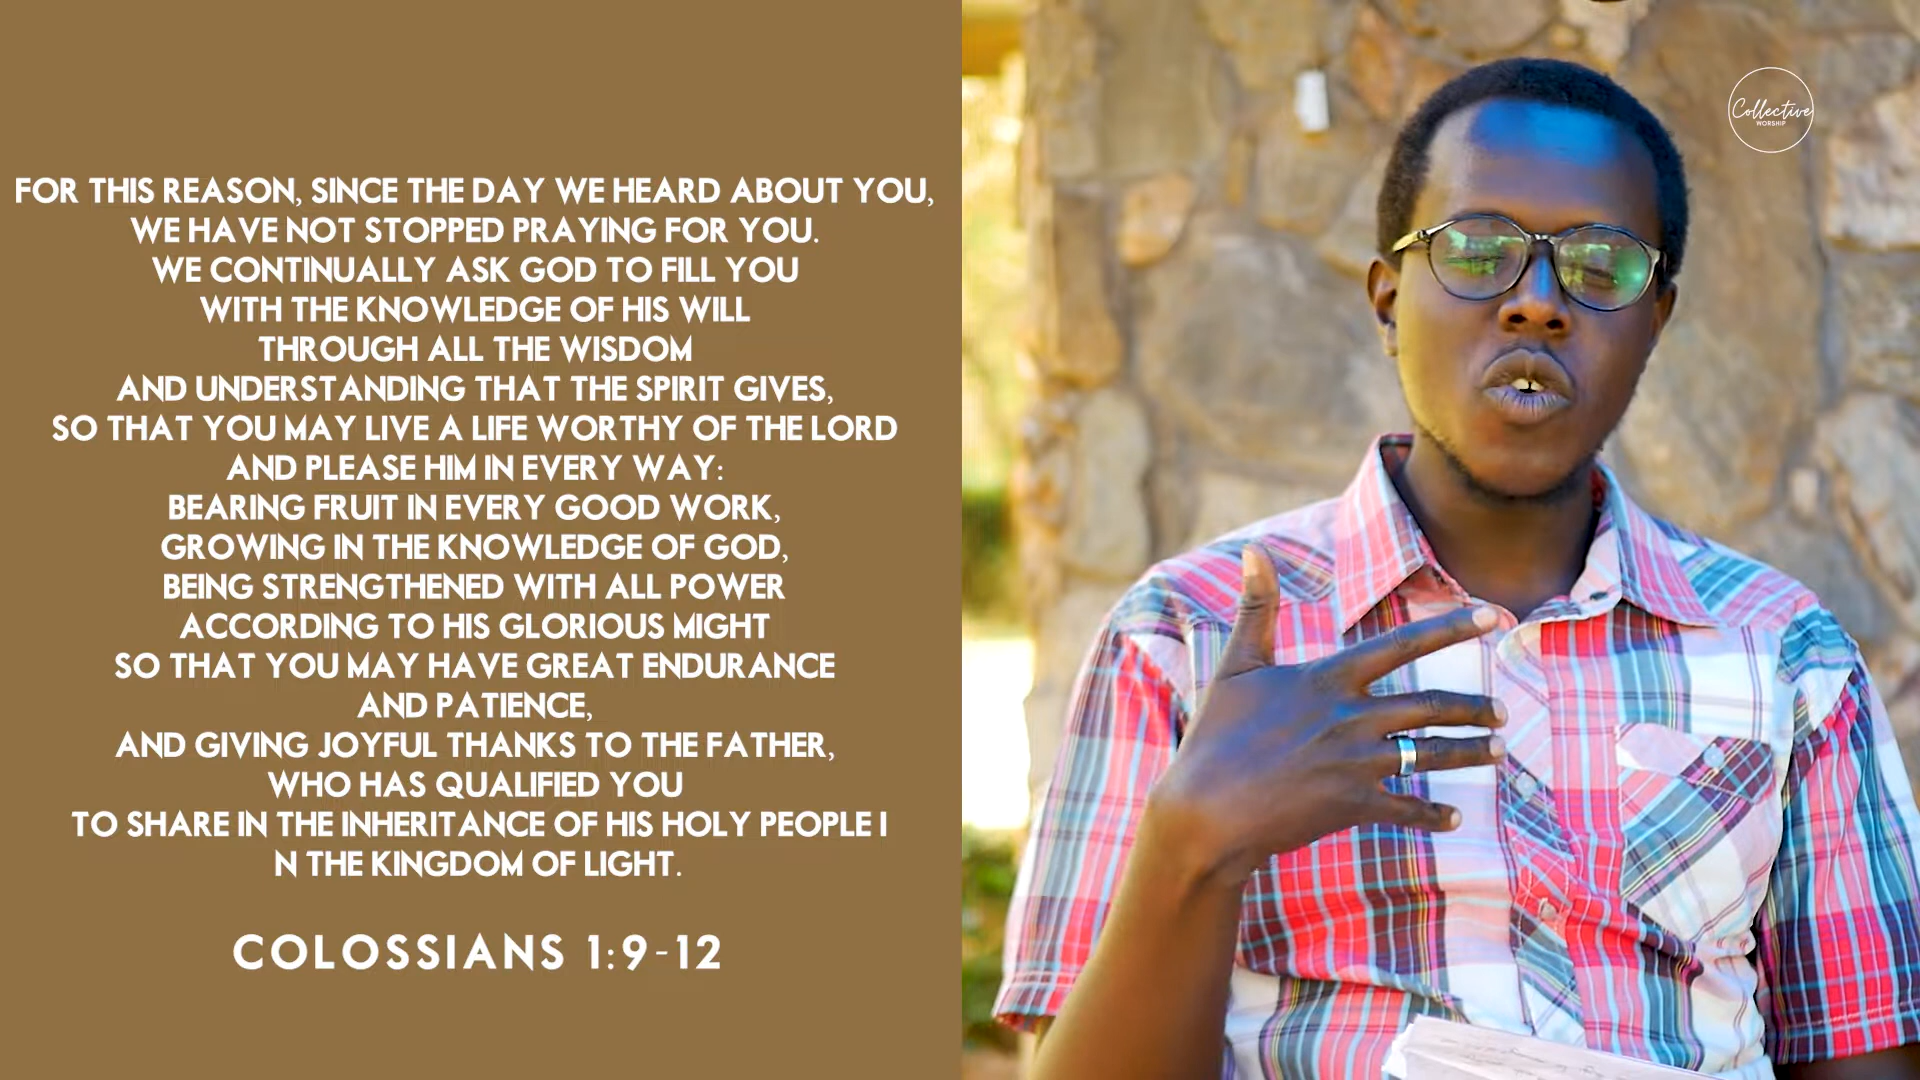 FOR THIS REASON, SINCE THE DAY WE HEARD ABOUT YOU,
WE HAVE NOT STOPPED PRAYING FOR YOU.
WE CONTINUALLY ASK GOD TO FILL YOU
WITH THE KNOWLEDGE OF HIS WILL
THROUGH ALL THE WISDOM
AND UNDERSTANDING THAT THE SPIRIT GIVES,
SO THAT YOU MAY LIVE A LIFE WORTHY OF THE LORD
AND PLEASE HIM IN EVERY WAY:
BEARING FRUIT IN EVERY GOOD WORK,
GROWING IN THE KNOWLEDGE OF GOD,
BEING STRENGTHENED WITH ALL POWER
ACCORDING TO HIS GLORIOUS MIGHT
SO THAT YOU MAY HAVE GREAT ENDURANCE
AND PATIENCE,
AND GIVING JOYFUL THANKS TO THE FATHER,
WHO HAS QUALIFIED YOU
TO SHARE IN THE INHERITANCE OF HIS HOLY PEOPLE I
N THE KINGDOM OF LIGHT.
COLOSSIANS 1:9-12
Collective
WORSHIP